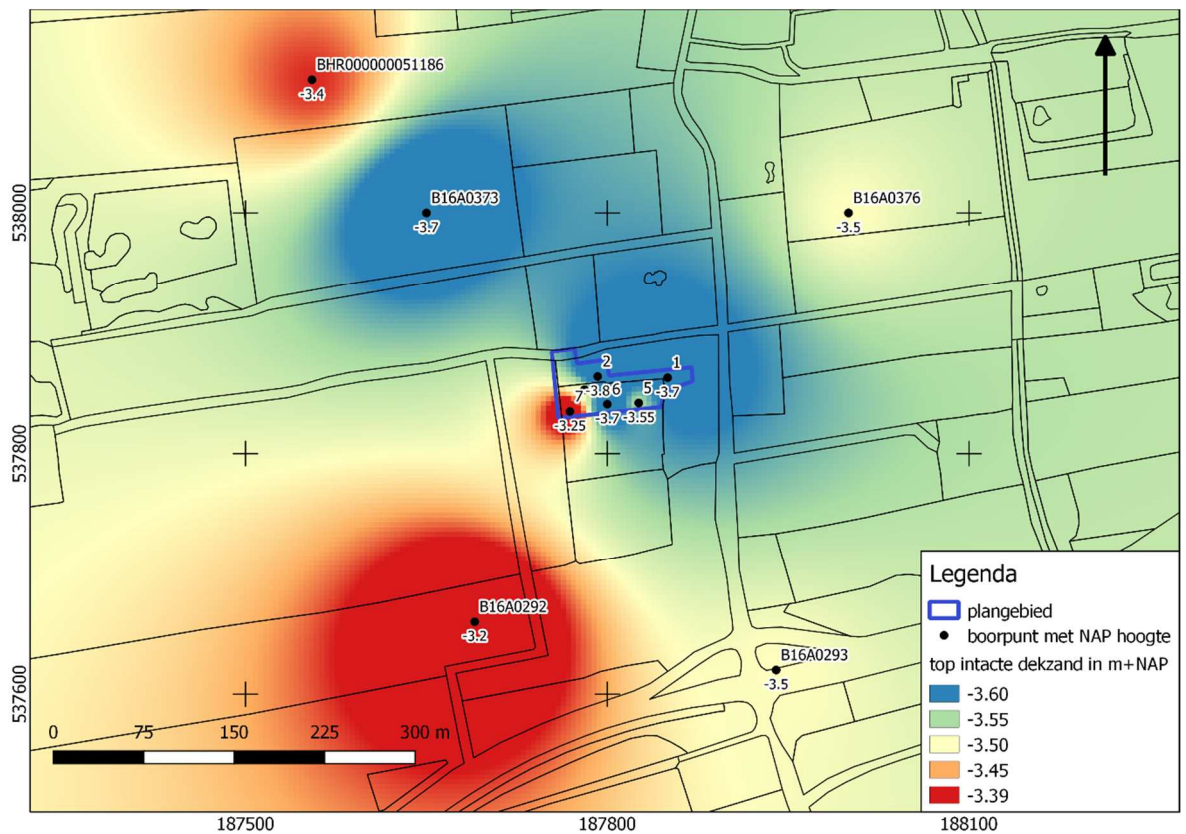 BHR000000051186
-3.4
B16A0373
-3.7
B16A0376
-3.5
538000
2
1
-3.8
6
5
-3.7
7
-3.25
-3.7
-3.55
537800
B16A0292
-3.2
B16A0293
-3.5
537600
0 75 150 225 300 m
187500 187800 188100
Legenda
plangebied
boorpunt met NAP hoogte
top intacte dekzand in m+NAP
-3.60
-3.55
-3.50
-3.45
-3.39